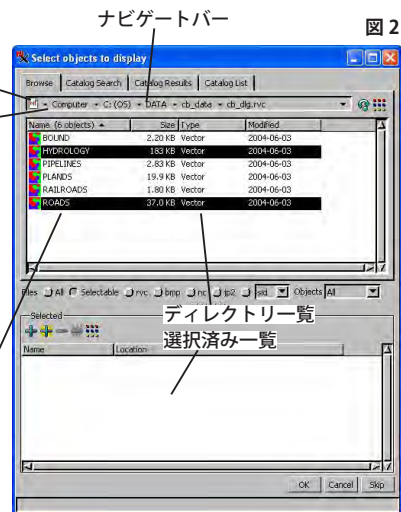 ナビゲートバー
図 2
Select objects to display
Browse Catalog Search Catalog Results Catalog List
Computer C: (OS) DATA cb_data cb_dlg.rvc
Name (6 objects) Size Type Modified
BOUND 2.20 KB Vector 2004-06-03
HYDROLOGY 183 KB Vector 2004-06-03
PIPELINES 2.83 KB Vector 2004-06-03
PLANDS 19.9 KB Vector 2004-06-03
RAILROADS 1.80 KB Vector 2004-06-03
ROADS 37.0 KB Vector 2004-06-03
Files All Selectable rvc bmp nc jp2 sid Objects All
Selected
ディレクトリ一覧
選択済み一覧
Name Location
OK Cancel Skip